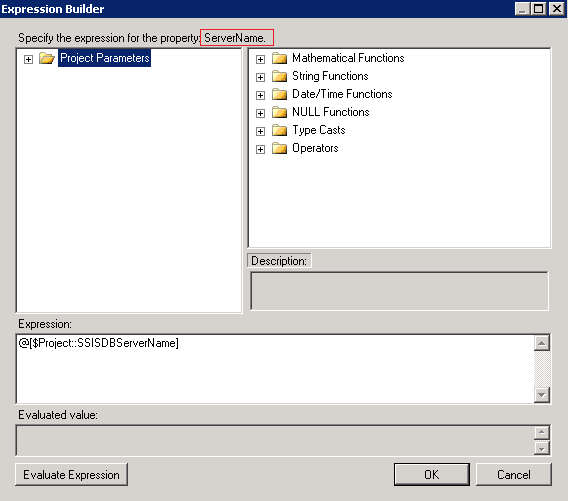 Expression Builder
Specify the expression for the property: ServerName.
Project Parameters
Mathematical Functions
String Functions
Date/Time Functions
NULL Functions
Type Casts
Operators
Description:
Expression:
@[$Project::SSISDBServerName]
Evaluated value:
Evaluate Expression
OK
Cancel